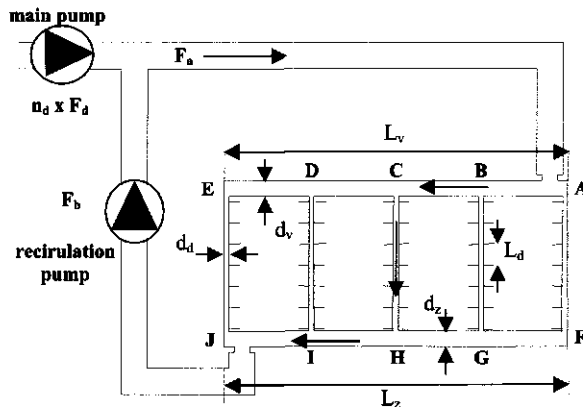 main pump
F_a
n_d x F_d
L_v
D C B
E A
F_b
d_v
d_d
L_d
recirulation
pump
d_z
J F
I H G
L_z